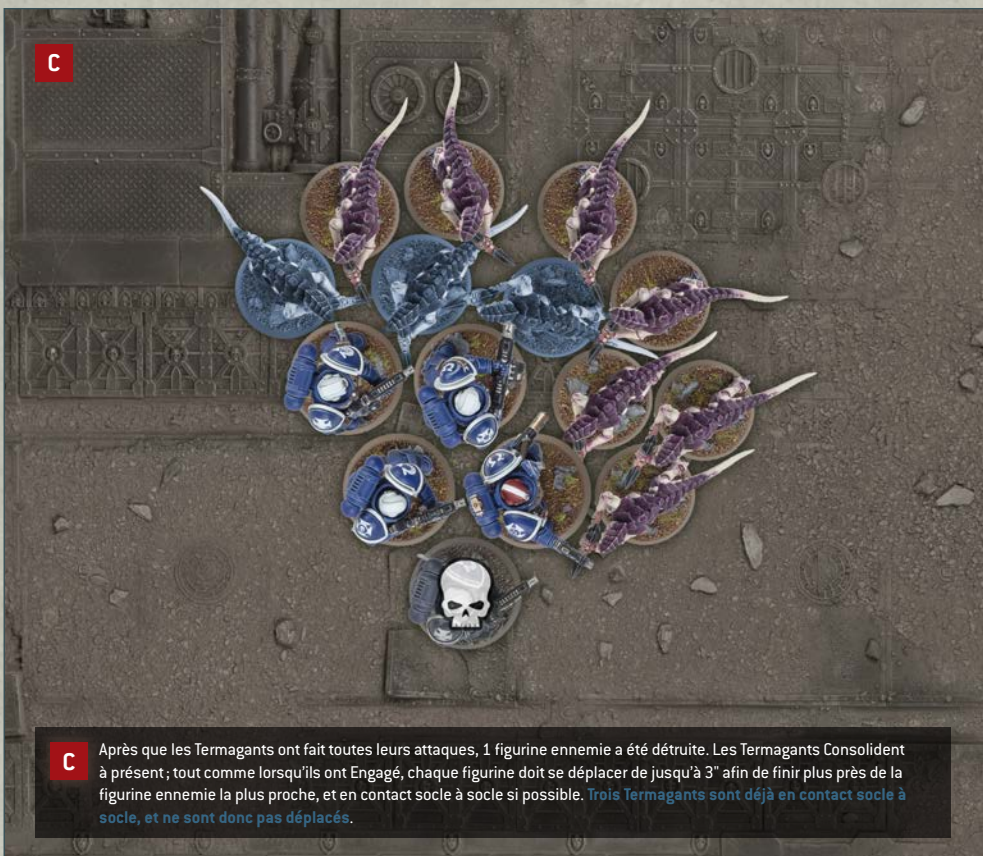 C
C
Après que les Termagants ont fait toutes leurs attaques, 1 figurine ennemie a été détruite. Les Termagants Consolident
à présent ; tout comme lorsqu'ils ont Engagé, chaque figurine doit se déplacer de jusqu'à 3" afin de finir plus près de la
figurine ennemie la plus proche, et en contact socle à socle si possible. Trois Termagants sont déjà en contact socle à
socle, et ne sont donc pas déplacés.